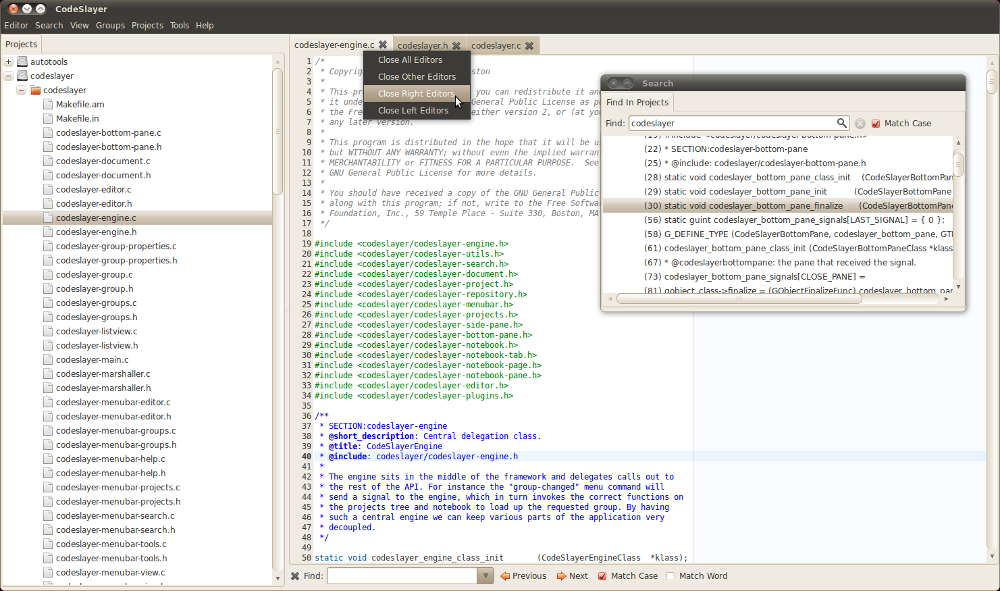 CodeSlayer
Editor Search View Groups Projects Tools Help
Projects
autotools
codeslayer
codeslayer
Makefile.am
Makefile.in
codeslayer-bottom-pane.c
codeslayer-bottom-pane.h
codeslayer-document.c
codeslayer-document.h
codeslayer-editor.c
codeslayer-editor.h
codeslayer-engine.c
codeslayer-engine.h
codeslayer-group-properties.c
codeslayer-group-properties.h
codeslayer-group.c
codeslayer-group.h
codeslayer-groups.c
codeslayer-groups.h
codeslayer-listview.c
codeslayer-listview.h
codeslayer-main.c
codeslayer-marshaller.c
codeslayer-marshaller.h
codeslayer-menubar-editor.c
codeslayer-menubar-editor.h
codeslayer-menubar-groups.c
codeslayer-menubar-groups.h
codeslayer-menubar-help.c
codeslayer-menubar-help.h
codeslayer-menubar-projects.c
codeslayer-menubar-projects.h
codeslayer-menubar-search.c
codeslayer-menubar-search.h
codeslayer-menubar-tools.c
codeslayer-menubar-tools.h
codeslayer-menubar-view.c
codeslayer-engine.c codeslayer.h codeslayer.c
Close All Editors
Close Other Editors
Close Right Editors
Close Left Editors
1 /*
2 * Copyrig ston
3 *
4 * This pr you can redistribute it an
5 * it unde General Public License as p
6 * the Fre either version 2, or (at yo
7 * any later version.
8 *
9 * This program is distributed in the hope that it will be u
10 * but WITHOUT ANY WARRANTY; without even the implied warran
11 * MERCHANTABILITY or FITNESS FOR A PARTICULAR PURPOSE. See
12 * GNU General Public License for more details.
13 *
14 * You should have received a copy of the GNU General Public
15 * along with this program; if not, write to the Free Softwa
16 * Foundation, Inc., 59 Temple Place - Suite 330, Boston, MA
17 */
18
19 #include <codeslayer/codeslayer-engine.h>
20 #include <codeslayer/codeslayer-utils.h>
21 #include <codeslayer/codeslayer-search.h>
22 #include <codeslayer/codeslayer-document.h>
23 #include <codeslayer/codeslayer-project.h>
24 #include <codeslayer/codeslayer-repository.h>
25 #include <codeslayer/codeslayer-menubar.h>
26 #include <codeslayer/codeslayer-projects.h>
27 #include <codeslayer/codeslayer-side-pane.h>
28 #include <codeslayer/codeslayer-bottom-pane.h>
29 #include <codeslayer/codeslayer-notebook.h>
30 #include <codeslayer/codeslayer-notebook-tab.h>
31 #include <codeslayer/codeslayer-notebook-page.h>
32 #include <codeslayer/codeslayer-notebook-pane.h>
33 #include <codeslayer/codeslayer-editor.h>
34 #include <codeslayer/codeslayer-plugins.h>
35
36 /**
37 * SECTION:codeslayer-engine
38 * @short_description: Central delegation class.
39 * @title: CodeSlayerEngine
40 * @include: codeslayer/codeslayer-engine.h
41 *
42 * The engine sits in the middle of the framework and delegates calls out to
43 * the rest of the API. For instance the "group-changed" menu command will
44 * send a signal to the engine, which in turn invokes the correct functions on
45 * the projects tree and notebook to load up the requested group. By having
46 * such a central engine we can keep various parts of the application very
47 * decoupled.
48 */
49
50 static void codeslayer_engine_class_init (CodeSlayerEngineClass *klass);
Search
Find In Projects
Find: codeslayer Match Case
(22) * SECTION:codeslayer-bottom-pane
(25) * @include: codeslayer/codeslayer-bottom-pane.h
(28) static void codeslayer_bottom_pane_class_init (CodeSlayerBottomPan
(29) static void codeslayer_bottom_pane_init (CodeSlayerBottomPane
(30) static void codeslayer_bottom_pane_finalize (CodeSlayerBottomPan
(56) static guint codeslayer_bottom_pane_signals[LAST_SIGNAL] = { 0 };
(58) G_DEFINE_TYPE (CodeSlayerBottomPane, codeslayer_bottom_pane, GT
(61) codeslayer_bottom_pane_class_init (CodeSlayerBottomPaneClass *klass
(67) * @codeslayerbottompane: the pane that received the signal.
(73) codeslayer_bottom_pane_signals[CLOSE_PANE] =
(81) gobject_class->finalize = (GObjectFinalizeFunc) codeslayer_bottom_pan
Find: Previous Next Match Case Match Word